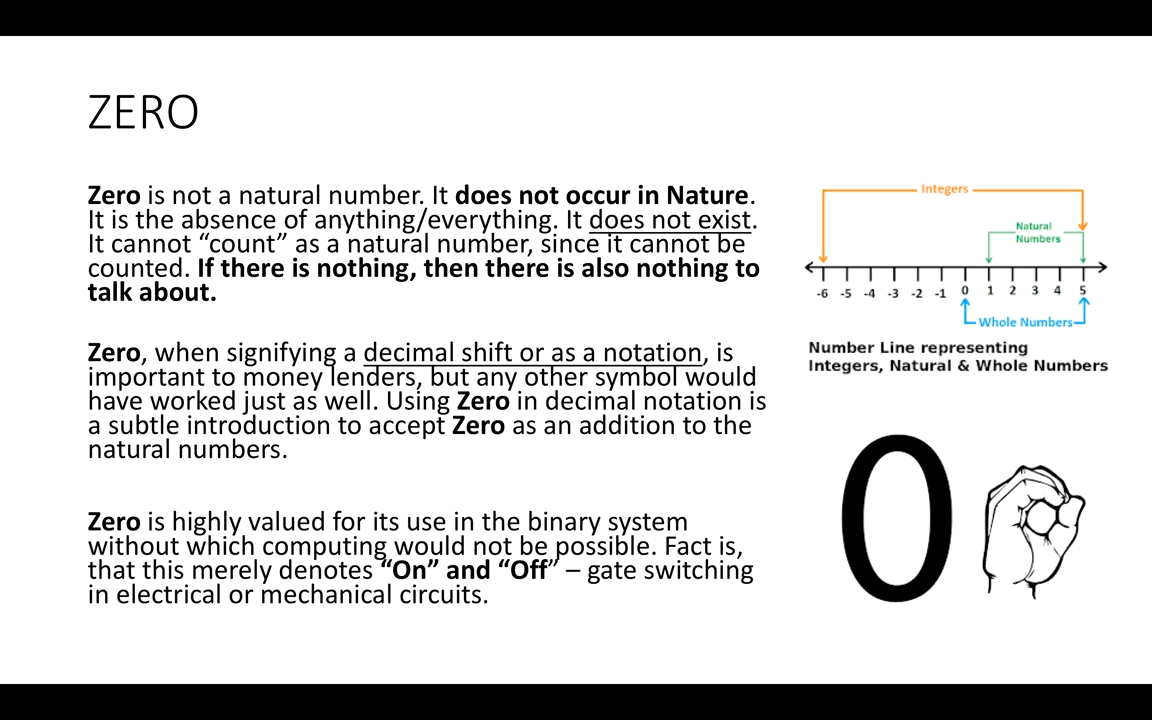 ZERO
Zero is not a natural number. It does not occur in Nature.
It is the absence of anything/everything. It does not exist.
It cannot “count” as a natural number, since it cannot be
counted. If there is nothing, then there is also nothing to
talk about.
Zero, when signifying a decimal shift or as a notation, is
important to money lenders, but any other symbol would
have worked just as well. Using Zero in decimal notation is
a subtle introduction to accept Zero as an addition to the
natural numbers.
Zero is highly valued for its use in the binary system
without which computing would not be possible. Fact is,
that this merely denotes “On” and “Off” – gate switching
in electrical or mechanical circuits.
Integers
Natural
Numbers
-6 -5 -4 -3 -2 -1 0 1 2 3 4 5
Whole Numbers
Number Line representing
Integers, Natural & Whole Numbers
0